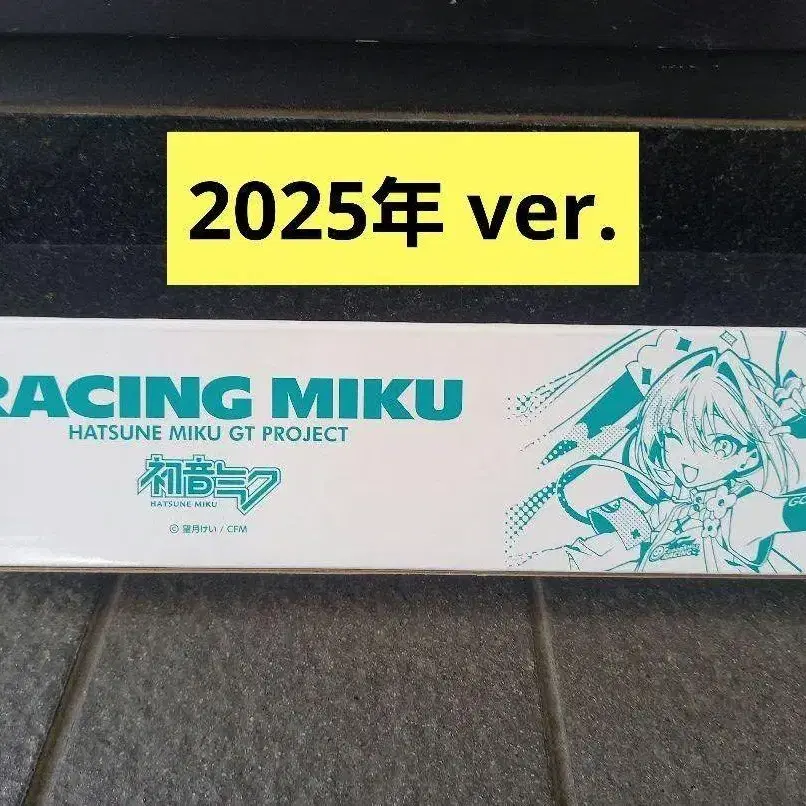 2025年 ver.
RACING MIKU
HATSUNE MIKU GT PROJECT
初音ミク
HATSUNE MIKU
© 望月けい / CFM